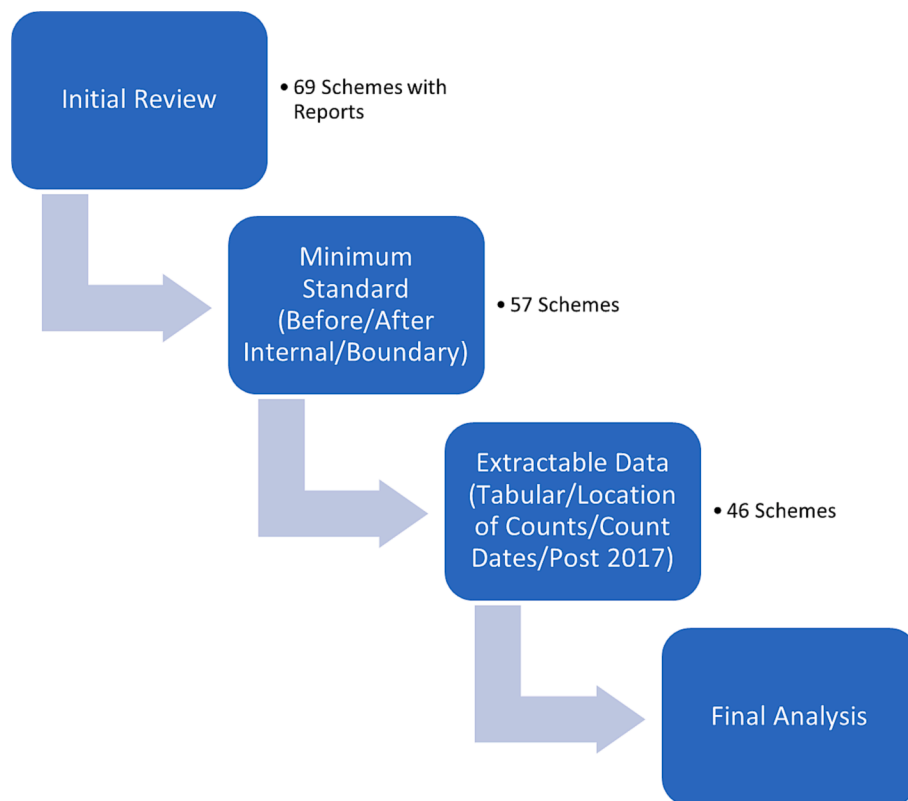 Initial Review
• 69 Schemes with
Reports
Minimum
Standard
(Before/After
Internal/Boundary)
• 57 Schemes
Extractable Data
(Tabular/Location
of Counts/Count
Dates/Post 2017)
• 46 Schemes
Final Analysis